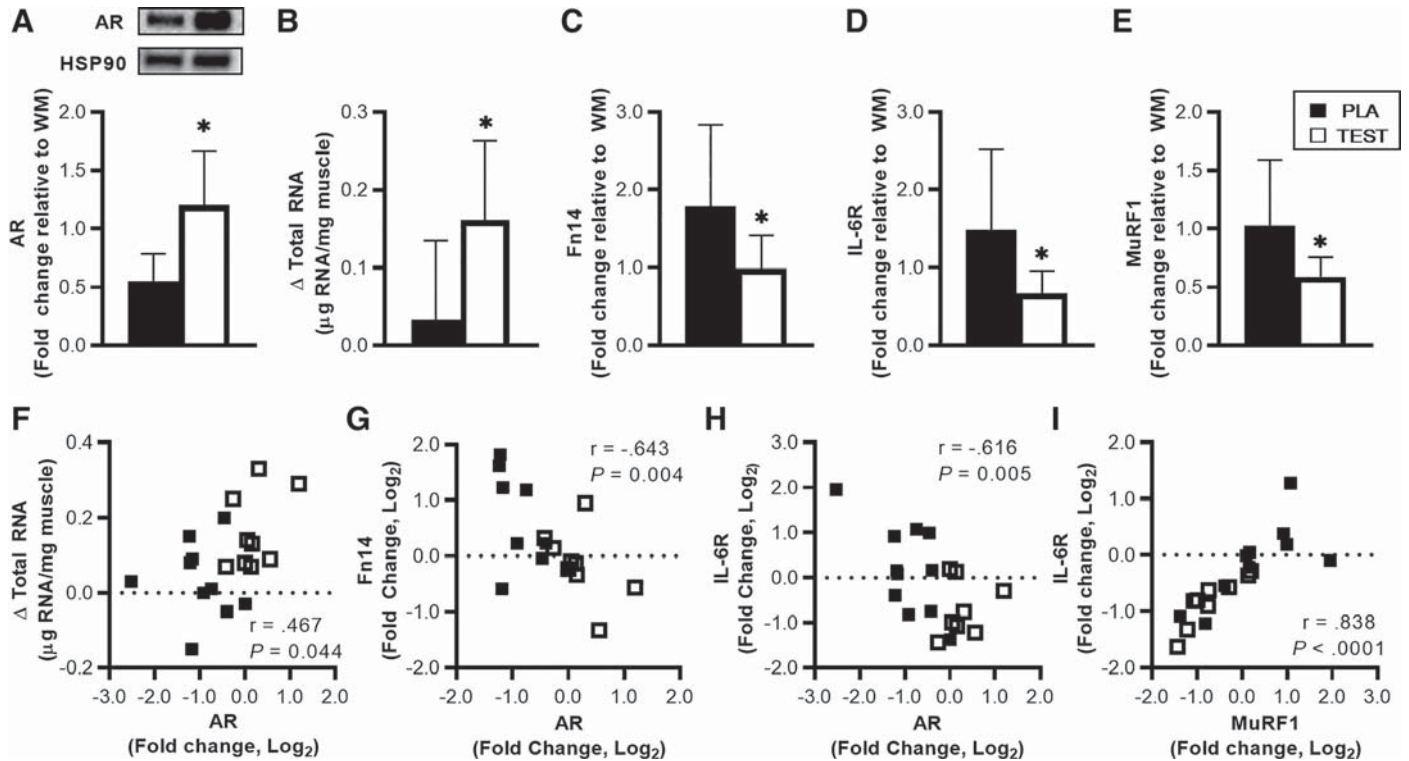 A
AR
HSP90
2.0
1.5
1.0
0.5
0.0
AR
(Fold change relative to WM)
*
B
0.3
0.2
0.1
0.0
Δ Total RNA
(µg RNA/mg muscle)
*
C
3.0
2.0
1.0
0.0
Fn14
(Fold change relative to WM)
*
D
3.0
2.0
1.0
0.0
IL-6R
(Fold change relative to WM)
*
E
2.0
1.5
1.0
0.5
0.0
MuRF1
(Fold change relative to WM)
*
PLA
TEST
F
0.4
0.2
0.0
-0.2
Δ Total RNA
(µg RNA/mg muscle)
r = .467
P = 0.044
-3.0 -2.0 -1.0 0.0 1.0 2.0
AR
(Fold change, Log₂)
G
2.0
1.0
0.0
-1.0
-2.0
Fn14
(Fold Change, Log₂)
r = -.643
P = 0.004
-2.0 -1.0 0.0 1.0 2.0
AR
(Fold Change, Log₂)
H
3.0
2.0
1.0
0.0
-1.0
-2.0
IL-6R
(Fold Change, Log₂)
r = -.616
P = 0.005
-3.0 -2.0 -1.0 0.0 1.0 2.0
AR
(Fold Change, Log₂)
I
2.0
1.0
0.0
-1.0
-2.0
IL-6R
(Fold Change, Log₂)
r = .838
P < .0001
-2.0 -1.0 0.0 1.0 2.0 3.0
MuRF1
(Fold change, Log₂)